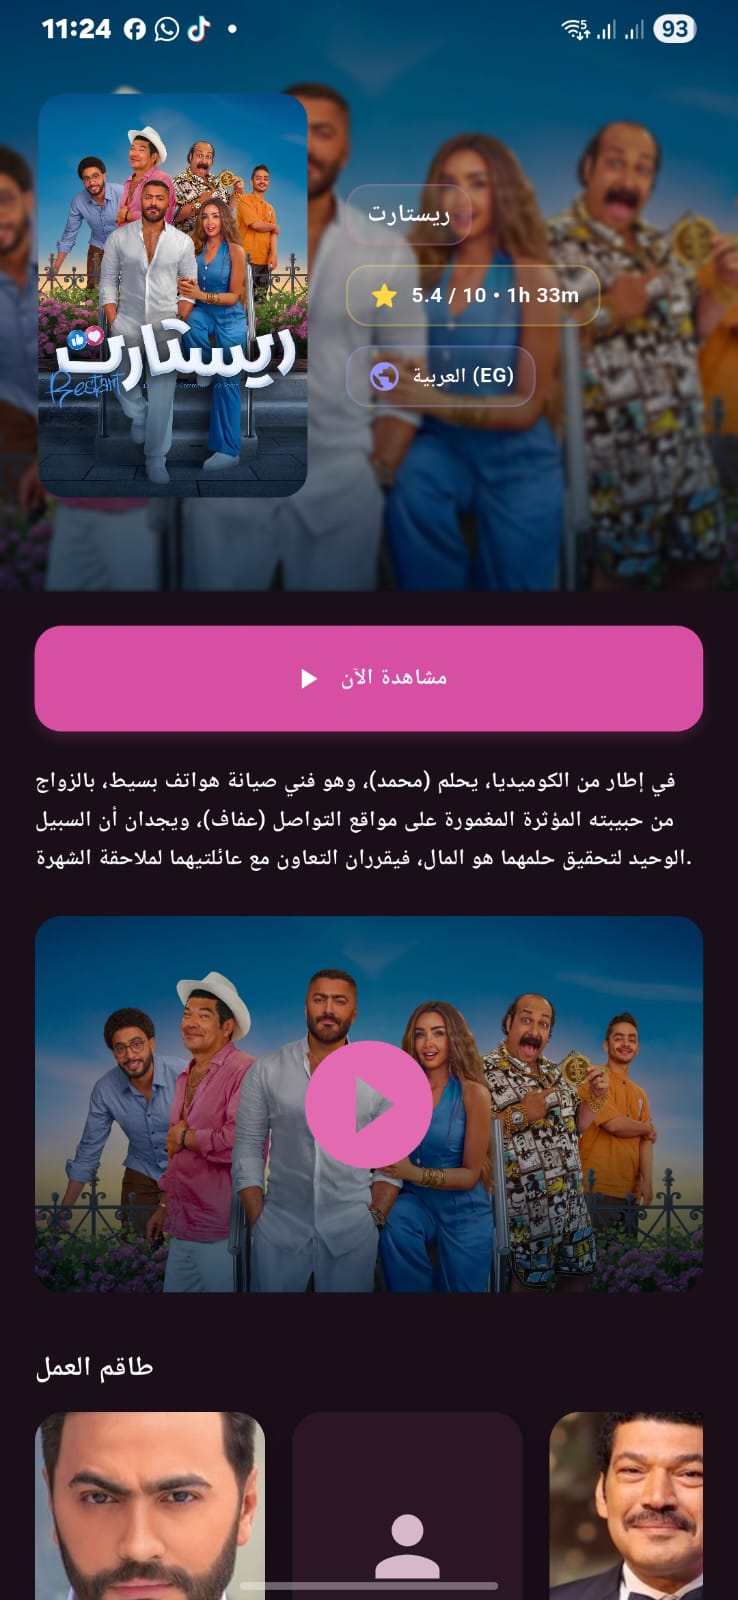 11:24
93
ريستارت
5.4 / 10 • 1h 33m
العربية (EG)
ريستارت
Restart
مشاهدة الآن
في إطار من الكوميديا، يحلم (محمد)، وهو فني صيانة هواتف بسيط، بالزواج
من حبيبته المؤثرة المغمورة على مواقع التواصل (عفاف)، ويجدان أن السبيل
الوحيد لتحقيق حلمهما هو المال، فيقرران التعاون مع عائلتيهما لملاحقة الشهرة.
طاقم العمل